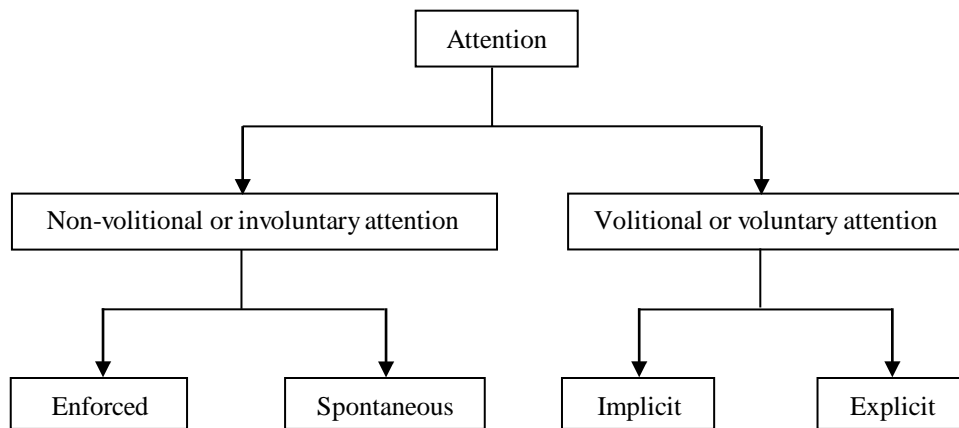 Attention
Non-volitional or involuntary attention
Volitional or voluntary attention
Enforced
Spontaneous
Implicit
Explicit